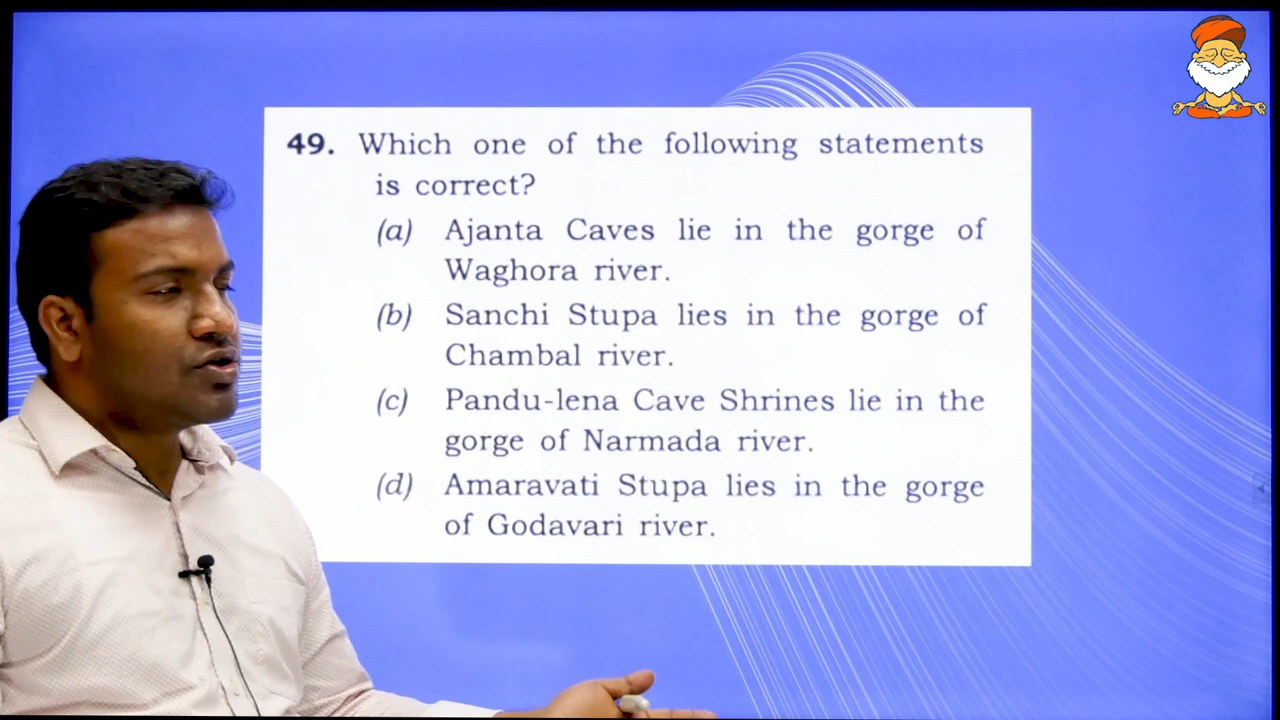 49. Which one of the following statements
is correct?
(a) Ajanta Caves lie in the gorge of
Waghora river.
(b) Sanchi Stupa lies in the gorge of
Chambal river.
(c) Pandu-lena Cave Shrines lie in the
gorge of Narmada river.
(d) Amaravati Stupa lies in the gorge
of Godavari river.